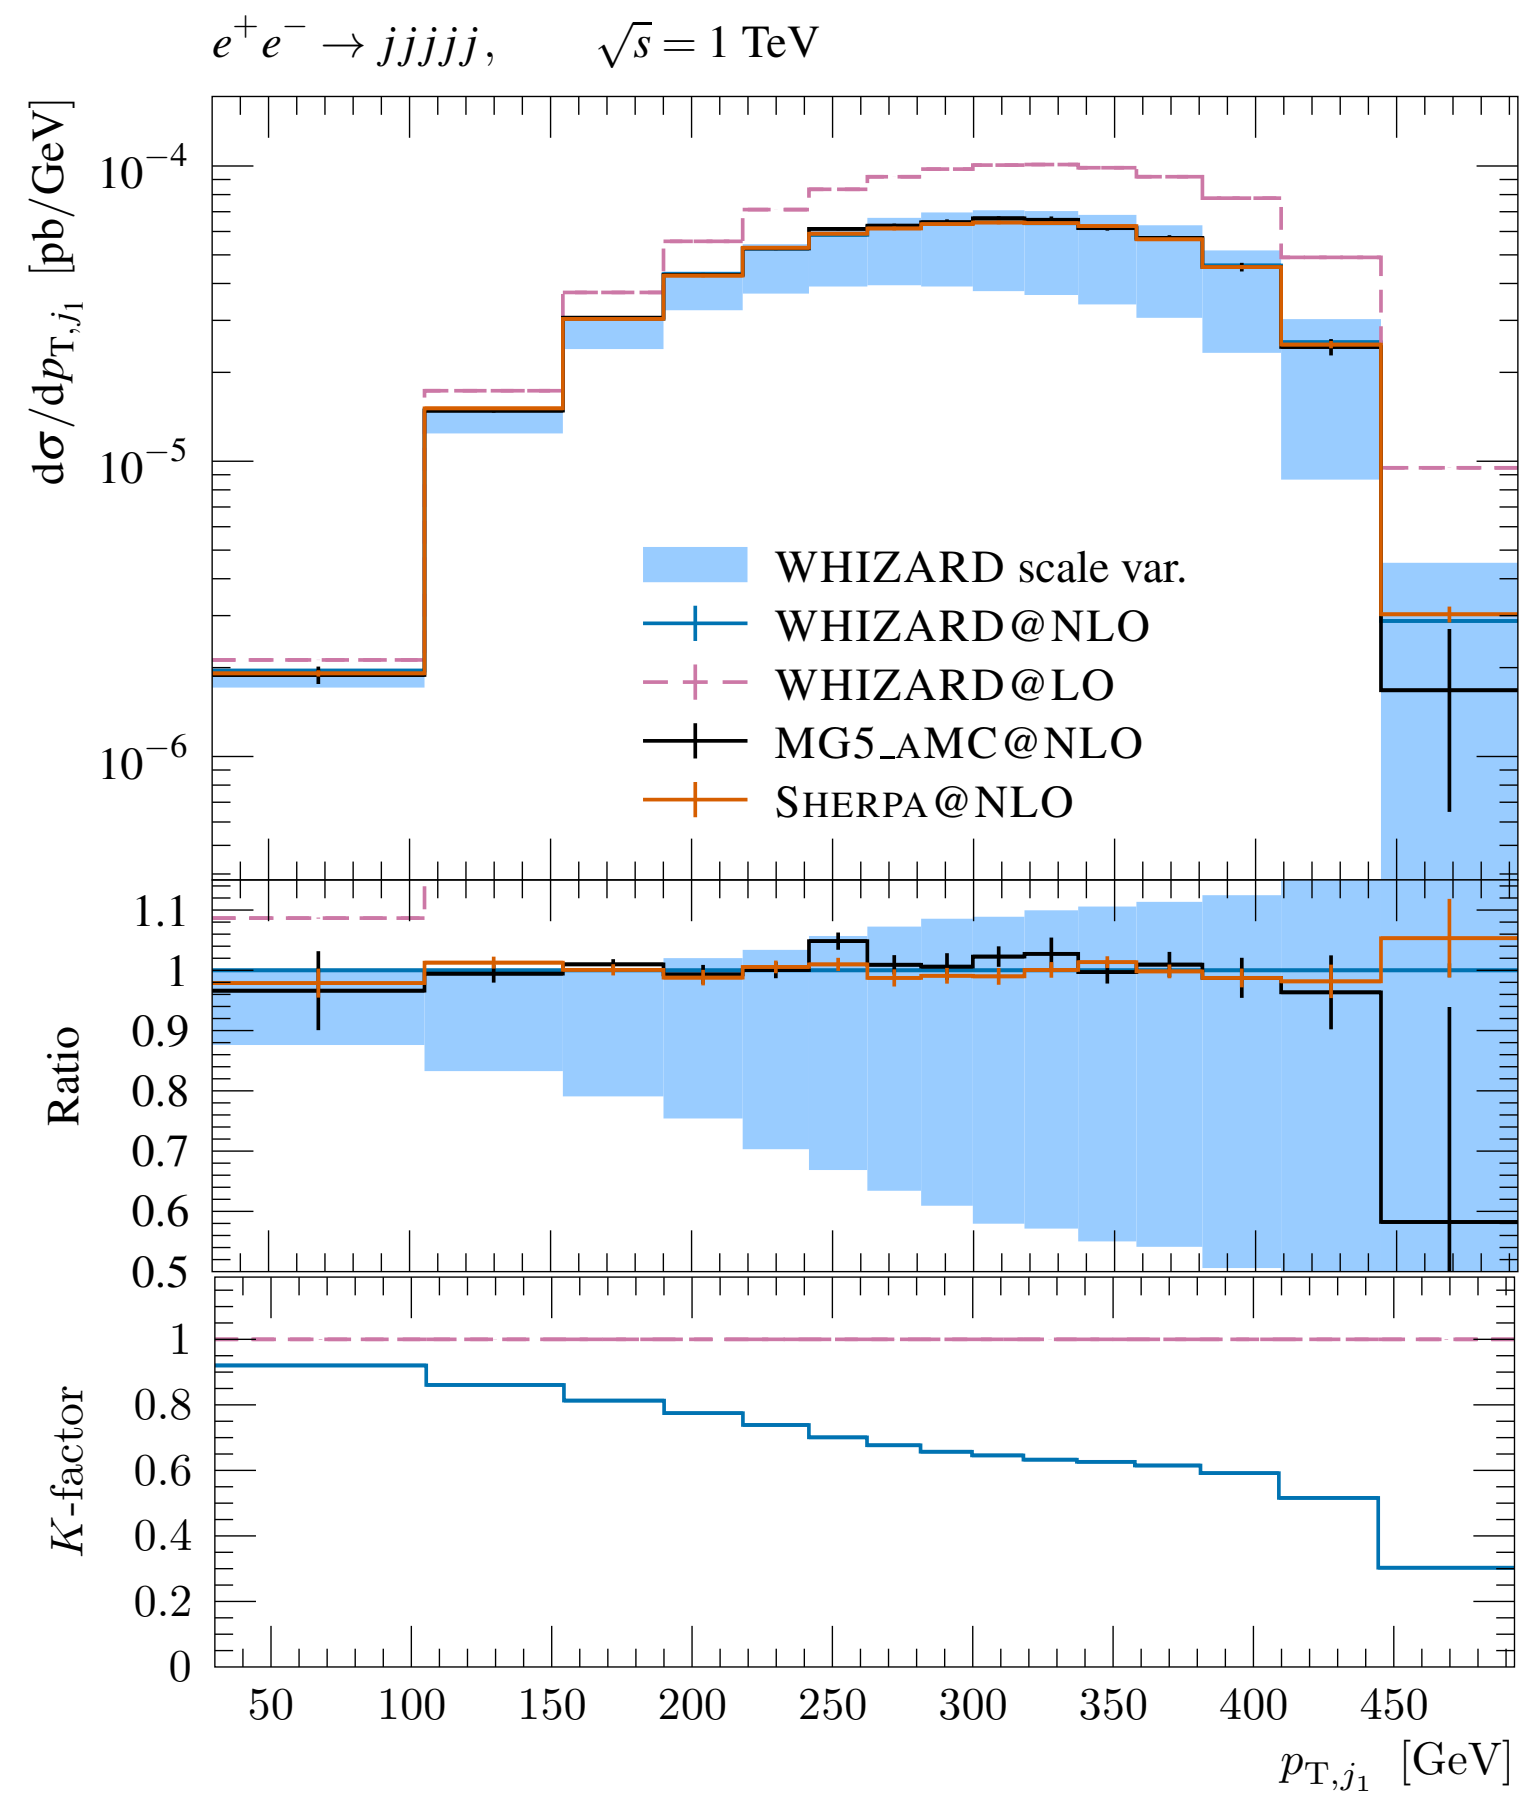 e⁺e⁻ → jjjjj, √s = 1 TeV
dσ/dp_T,j₁ [pb/GeV]
10⁻⁴
10⁻⁵
10⁻⁶
WHIZARD scale var.
WHIZARD@NLO
WHIZARD@LO
MG5_AMC@NLO
SHERPA@NLO
Ratio
1.1
1
0.9
0.8
0.7
0.6
0.5
K-factor
1
0.8
0.6
0.4
0.2
0
50 100 150 200 250 300 350 400 450
p_T,j₁ [GeV]